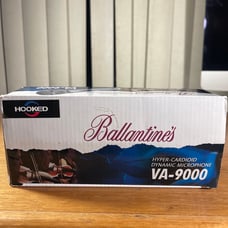 HOOKED
Ballantine's
HYPER-CARDIOID
DYNAMIC MICROPHONE
VA-9000